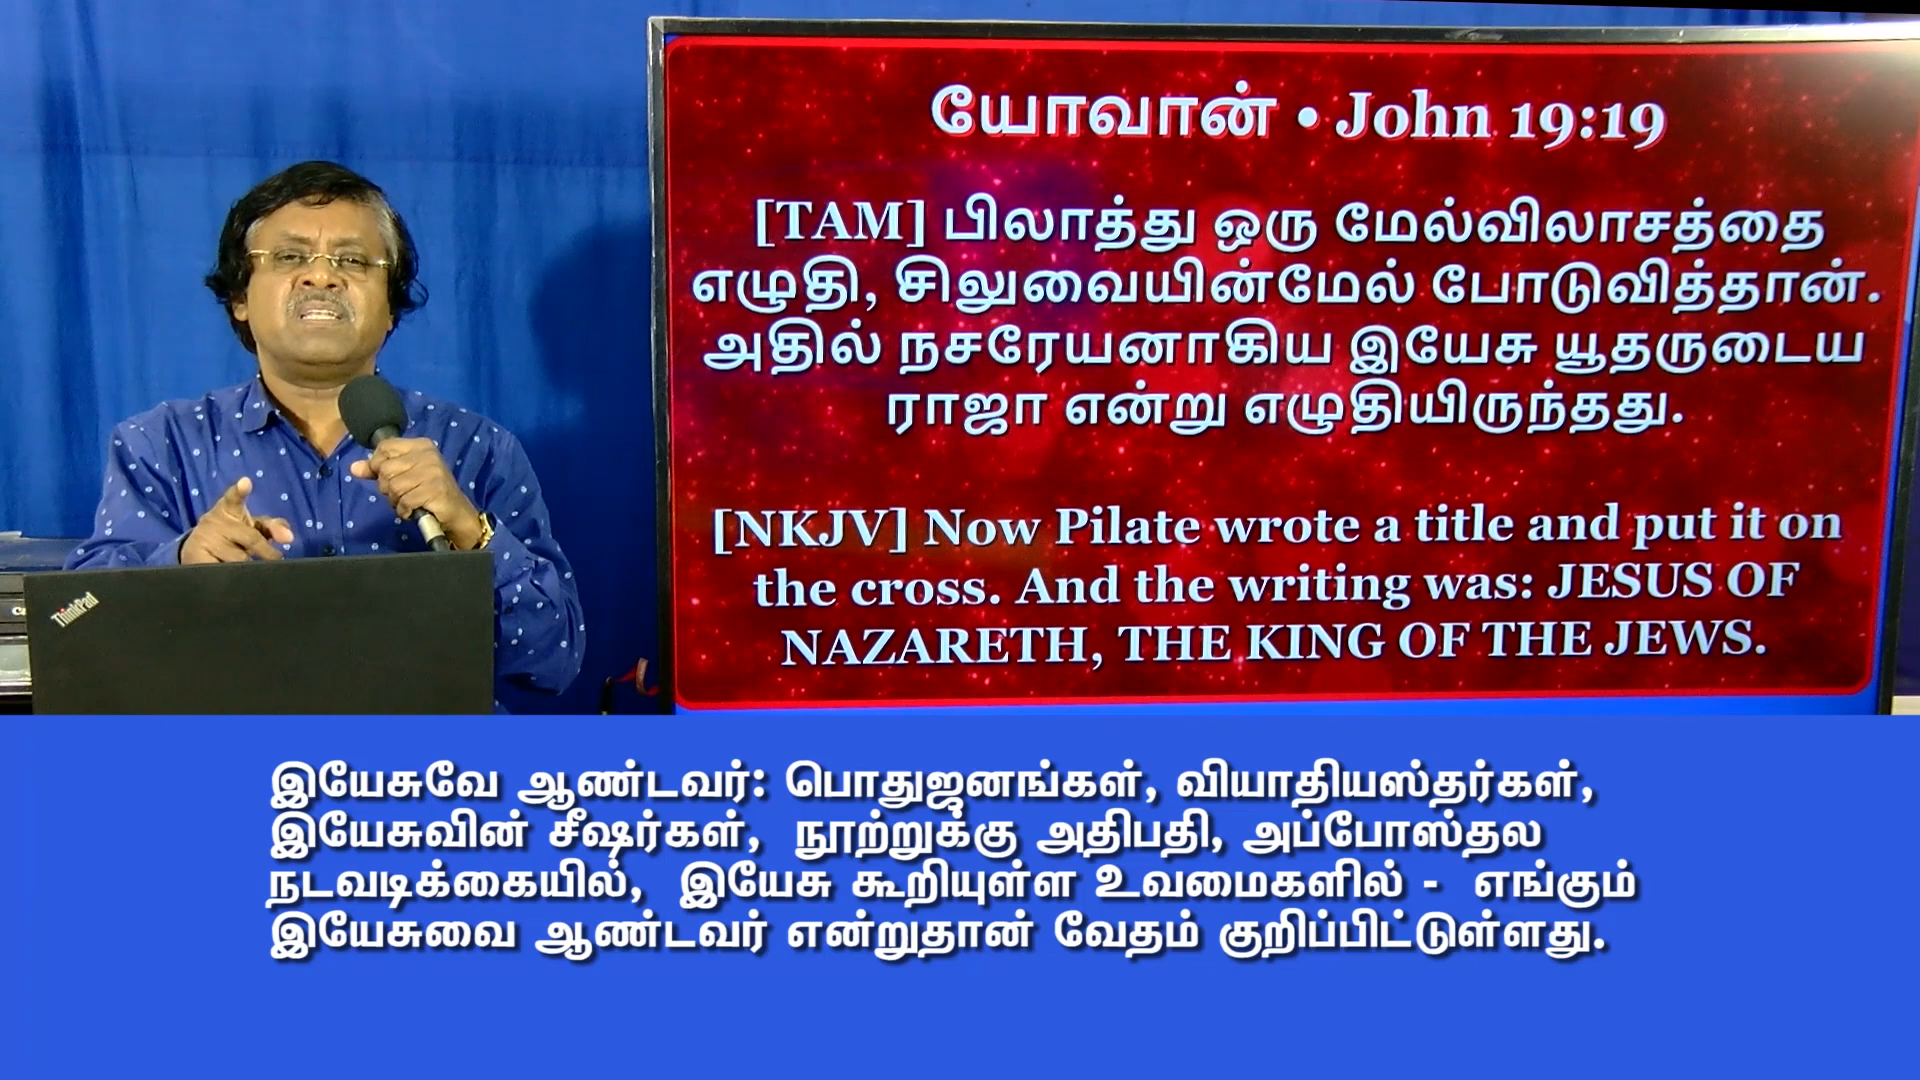 யோவான் • John 19:19
[TAM] பிலாத்து ஒரு மேல்விலாசத்தை
எழுதி, சிலுவையின்மேல் போடுவித்தான்.
அதில் நசரேயனாகிய இயேசு யூதருடைய
ராஜா என்று எழுதியிருந்தது.
[NKJV] Now Pilate wrote a title and put it on
the cross. And the writing was: JESUS OF
NAZARETH, THE KING OF THE JEWS.
ThinkPad
இயேசுவே ஆண்டவர்: பொதுஜனங்கள், வியாதியஸ்தர்கள்,
இயேசுவின் சீஷர்கள், நூற்றுக்கு அதிபதி, அப்போஸ்தல
நடவடிக்கையில், இயேசு கூறியுள்ள உவமைகளில் - எங்கும்
இயேசுவை ஆண்டவர் என்றுதான் வேதம் குறிப்பிட்டுள்ளது.